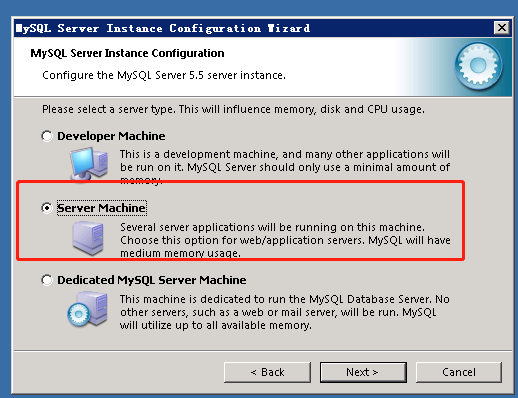 MySQL Server Instance Configuration Wizard
MySQL Server Instance Configuration
Configure the MySQL Server 5.5 server instance.
Please select a server type. This will influence memory, disk and CPU usage.
Developer Machine
This is a development machine, and many other applications will
be run on it. MySQL Server should only use a minimal amount of
memory.
Server Machine
Several server applications will be running on this machine.
Choose this option for web/application servers. MySQL will have
medium memory usage.
Dedicated MySQL Server Machine
This machine is dedicated to run the MySQL Database Server. No
other servers, such as a web or mail server, will be run. MySQL
will utilize up to all available memory.
< Back
Next >
Cancel